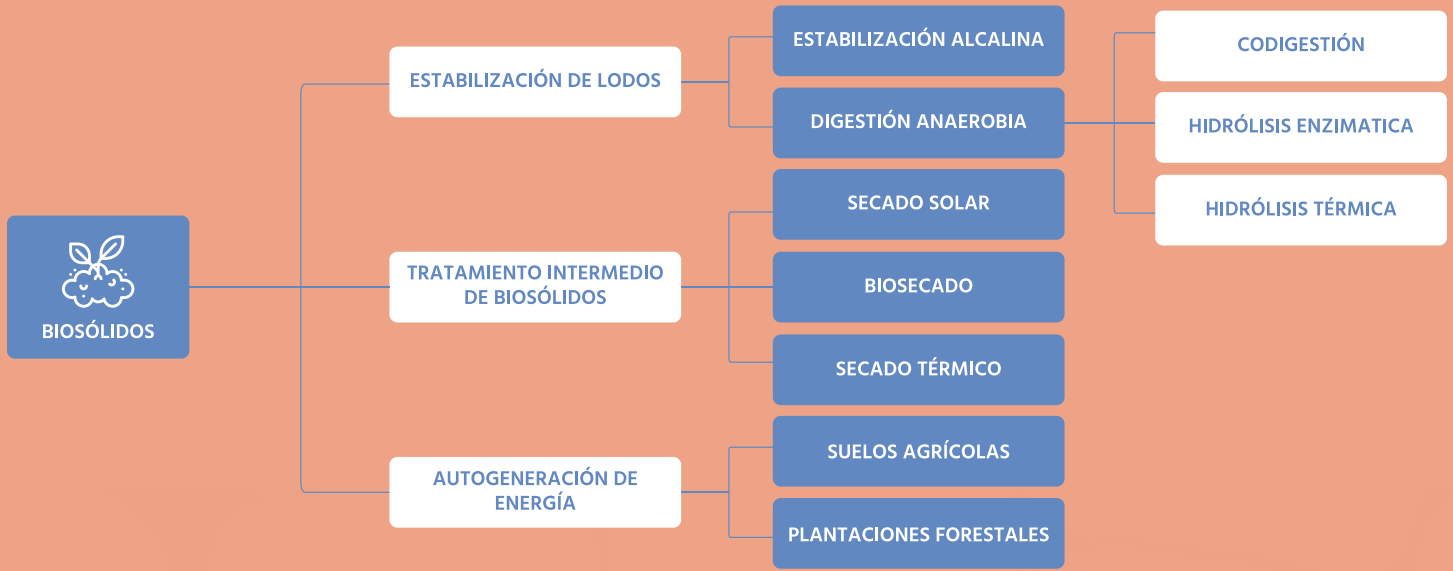 BIOSÓLIDOS
ESTABILIZACIÓN DE LODOS
ESTABILIZACIÓN ALCALINA
DIGESTIÓN ANAEROBIA
CODIGESTIÓN
HIDRÓLISIS ENZIMATICA
HIDRÓLISIS TÉRMICA
TRATAMIENTO INTERMEDIO
DE BIOSÓLIDOS
SECADO SOLAR
BIOSECADO
SECADO TÉRMICO
AUTOGENERACIÓN DE
ENERGÍA
SUELOS AGRÍCOLAS
PLANTACIONES FORESTALES